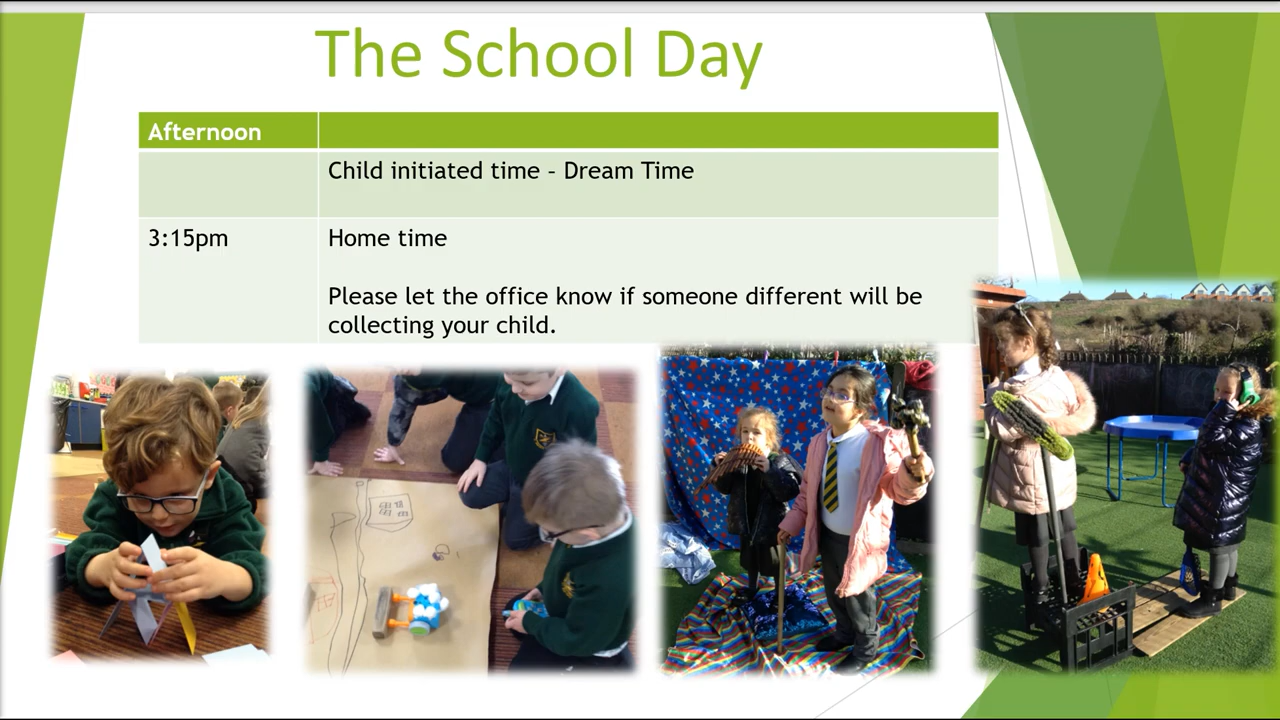 The School Day
Afternoon
Child initiated time – Dream Time
3:15pm
Home time
Please let the office know if someone different will be
collecting your child.